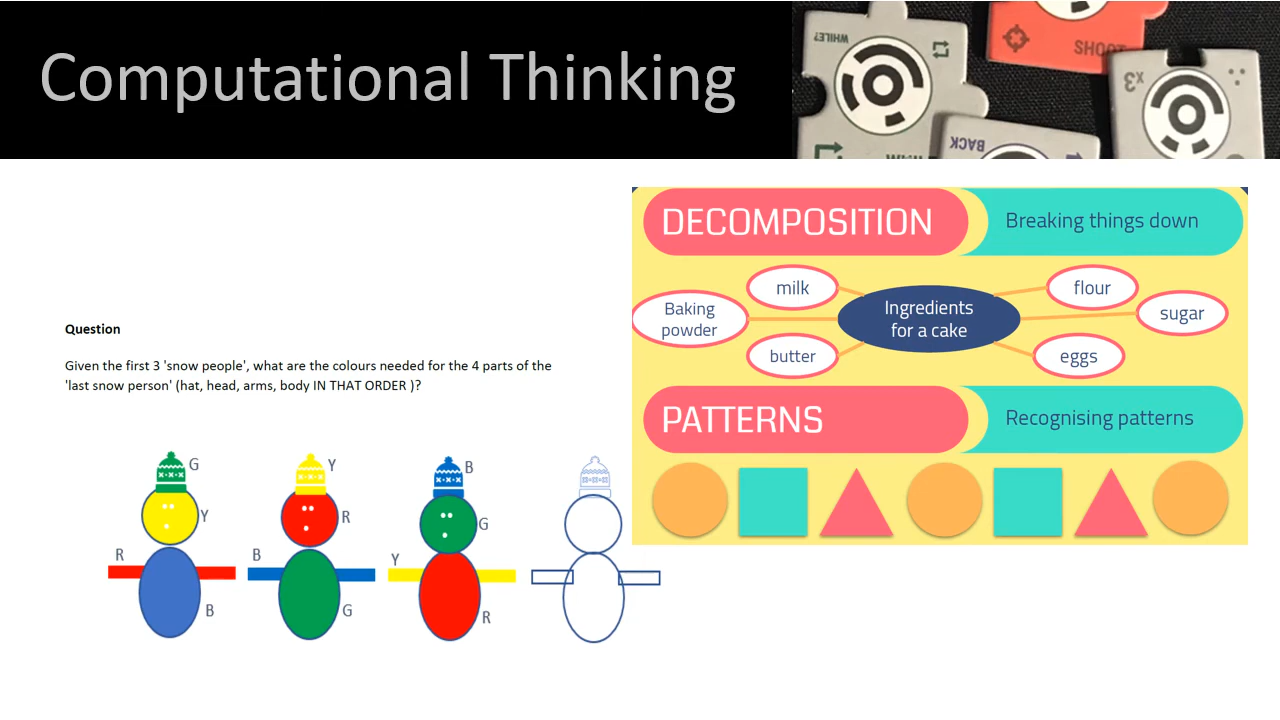 Computational Thinking
WHILE?
SHOOT
x3
BACK
DECOMPOSITION
Breaking things down
milk
flour
Baking
powder
Ingredients
for a cake
sugar
butter
eggs
PATTERNS
Recognising patterns
Question
Given the first 3 'snow people', what are the colours needed for the 4 parts of the
'last snow person' (hat, head, arms, body IN THAT ORDER )?
G
Y
B
Y
R
G
R
B
Y
B
G
R